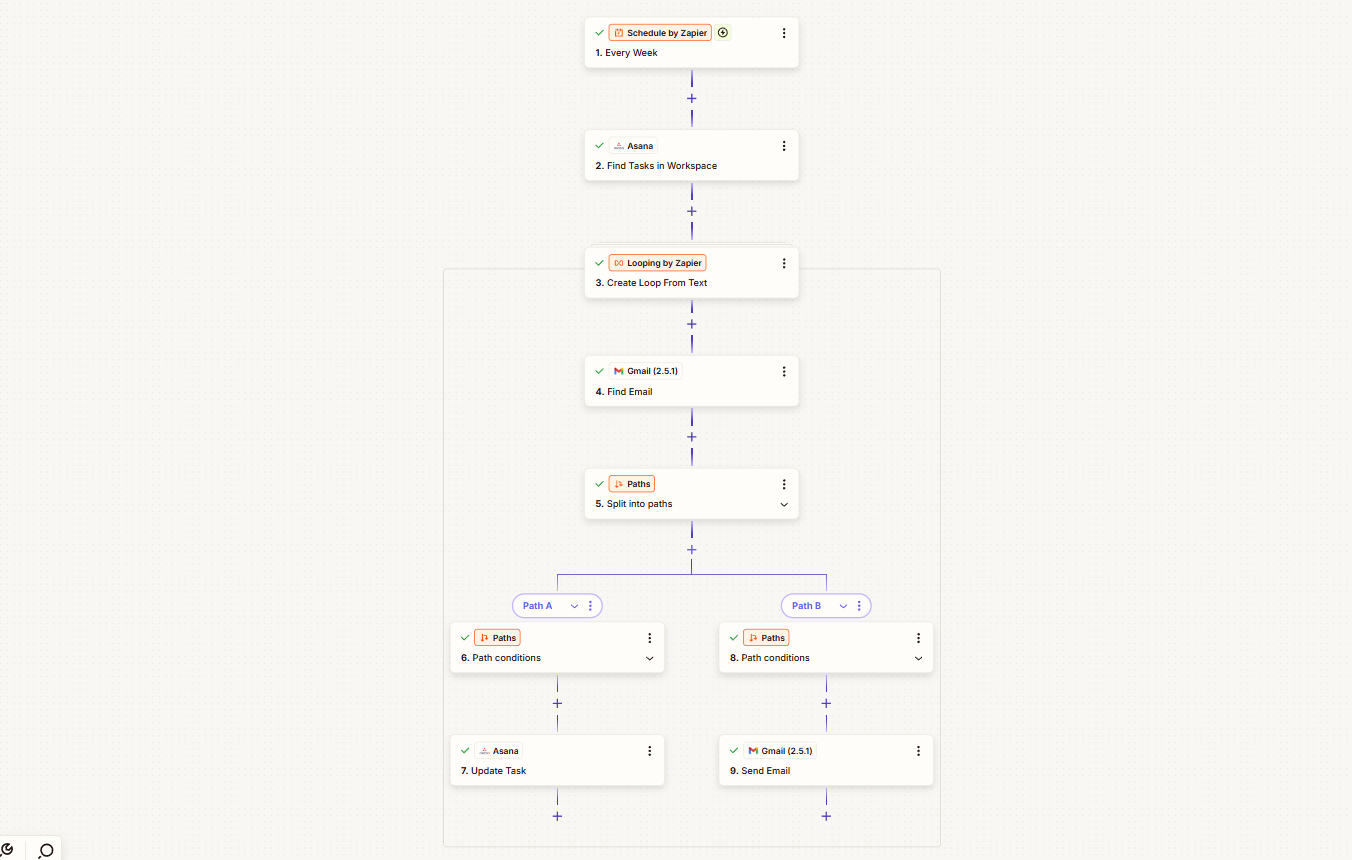 Schedule by Zapier
1. Every Week
Asana
2. Find Tasks in Workspace
Looping by Zapier
3. Create Loop From Text
Gmail (2.5.1)
4. Find Email
Paths
5. Split into paths
Path A
Path B
Paths
6. Path conditions
Paths
8. Path conditions
Asana
7. Update Task
Gmail (2.5.1)
9. Send Email